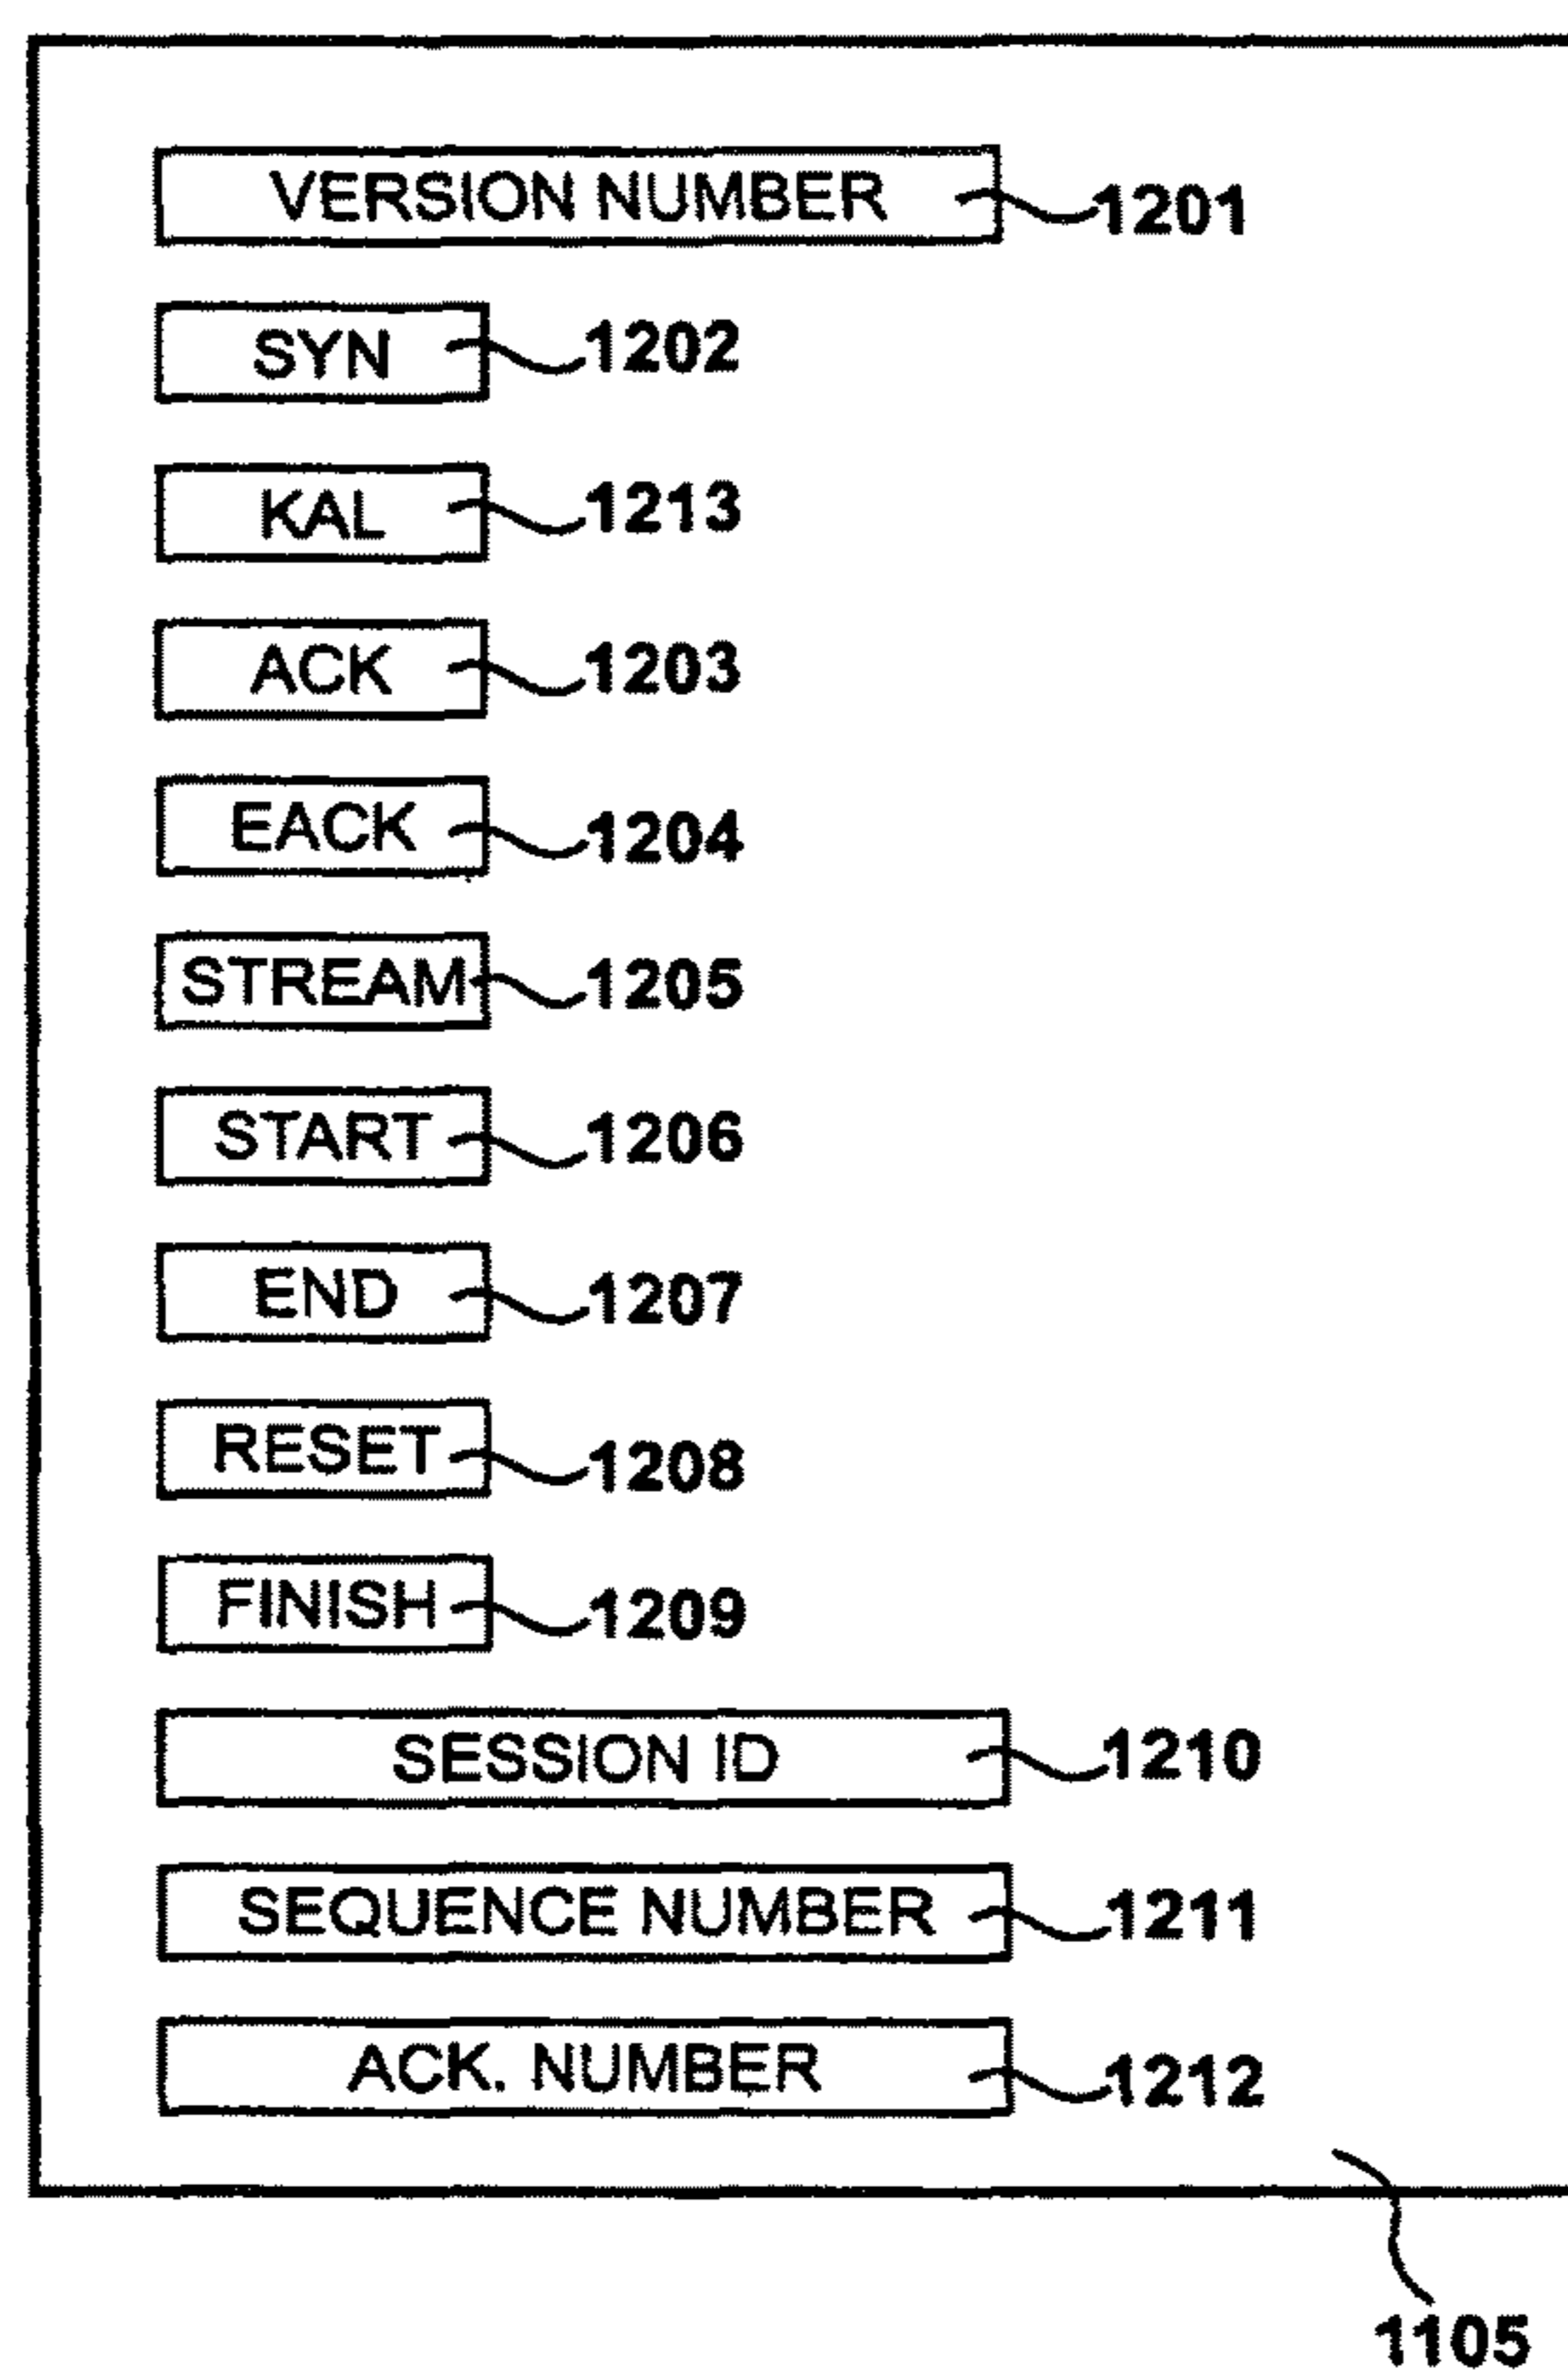 VERSION NUMBER 1201
SYN 1202
KAL 1213
ACK 1203
EACK 1204
STREAM 1205
START 1206
END 1207
RESET 1208
FINISH 1209
SESSION ID 1210
SEQUENCE NUMBER 1211
ACK. NUMBER 1212
1105